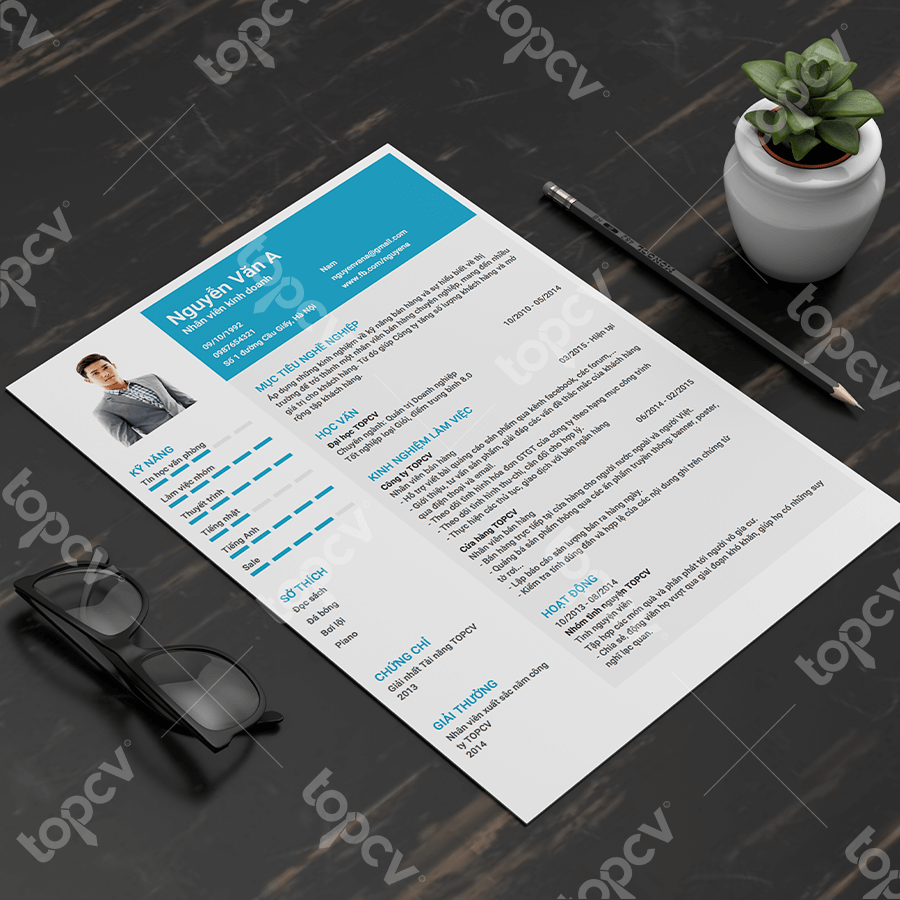 Nguyễn Văn A
Nhân viên kinh doanh
09/10/1992
Nam
0987654321
nguyenvana@gmail.com
Số 1 đường Cầu Giấy, Hà Nội
www.fb.com/nguyena
MỤC TIÊU NGHỀ NGHIỆP
Áp dụng những kinh nghiệm về kỹ năng bán hàng và sự hiểu biết về thị
trường để trở thành một nhân viên bán hàng chuyên nghiệp, mang đến nhiều
giá trị cho khách hàng. Từ đó giúp Công ty tăng số lượng khách hàng và mở
rộng tập khách hàng.
HỌC VẤN
Đại học TOPCV
10/2010-05/2014
Chuyên ngành: Quản trị Doanh nghiệp
Tốt nghiệp loại Giỏi, điểm trung bình 8.0
KINH NGHIỆM LÀM VIỆC
Công ty TOPCV
03/2015 - Hiện tại
Nhân viên bán hàng
- Hỗ trợ viết bài quảng cáo sản phẩm qua kênh facebook, các forum,...
- Giới thiệu, tư vấn sản phẩm, giải đáp các vấn đề thắc mắc của khách hàng
qua điện thoại và email.
- Theo dõi tình hình hóa đơn GTGT của công ty theo hạng mục công trình
- Theo dõi tình hình thu chi, cân đối cho hợp lý.
- Thực hiện các thủ tục, giao dịch với bên ngân hàng
Cửa hàng TOPCV
06/2014 - 02/2015
Nhân viên bán hàng
- Bán hàng trực tiếp tại cửa hàng cho người nước ngoài và người Việt.
- Quảng bá sản phẩm thông qua các ấn phẩm truyền thông: banner, poster,
tờ rơi...
- Lập báo cáo sản lượng bán ra hàng ngày.
- Kiểm tra tính đúng đắn và hợp lệ của các nội dung ghi trên chứng từ
HOẠT ĐỘNG
10/2013 - 08/2014
Nhóm tình nguyện TOPCV
Tình nguyện viên
Tập hợp các món quà và phân phát tới người vô gia cư.
- Chia sẻ, động viên họ vượt qua giai đoạn khó khăn, giúp họ có những suy
nghĩ lạc quan.
KỸ NĂNG
Tin học văn phòng
Làm việc nhóm
Thuyết trình
Tiếng nhật
Tiếng Anh
Sale
SỞ THÍCH
Đọc sách
Đá bóng
Bơi lội
Piano
CHỨNG CHỈ
Giải nhất Tài năng TOPCV
2013
GIẢI THƯỞNG
Nhân viên xuất sắc năm công
ty TOPCV
2014
topcv
topcv
topcv
topcv
topcv
topcv
topcv
topcv
topcv
topcv
topcv
topcv
topcv